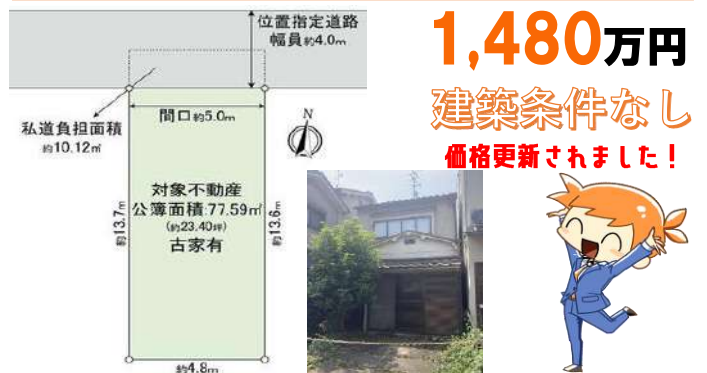 位置指定道路
幅員約4.0m
1,480万円
建築条件なし
価格更新されました!
間口約5.0m
私道負担面積
約10.12㎡
N
対象不動産
公簿面積:77.59㎡
(約23.40坪)
古家有
約13.7m
約13.6m
約4.8m